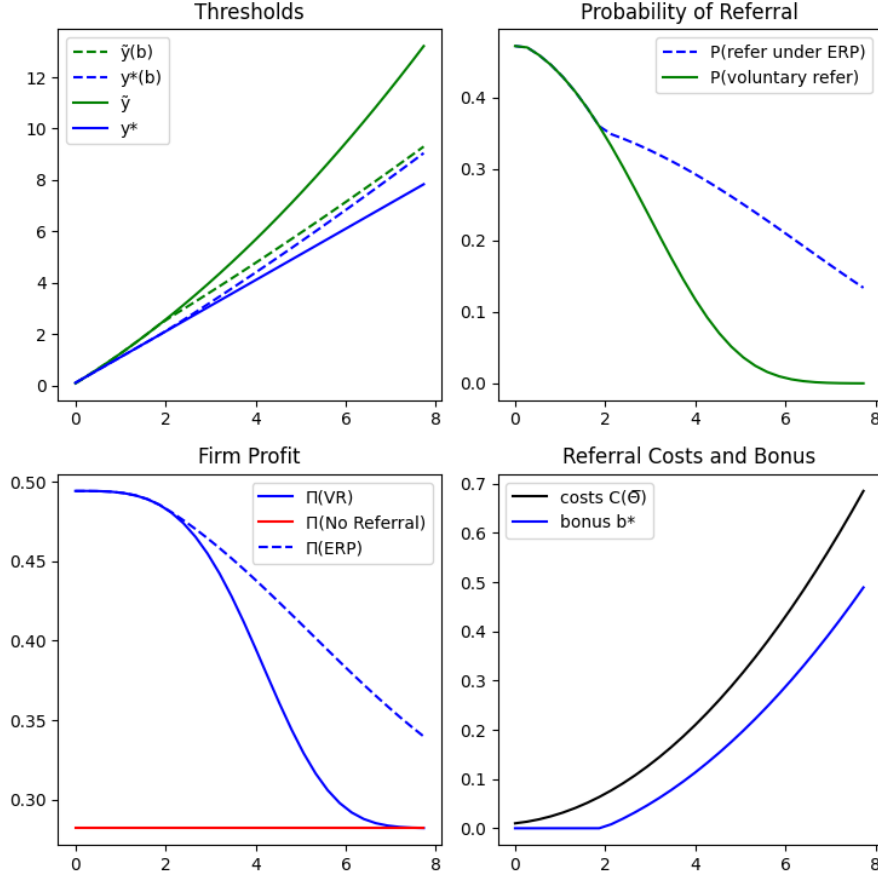 Thresholds
ỹ(b)
y*(b)
ỹ
y*
12
10
8
6
4
2
0
0 2 4 6 8
Probability of Referral
P(refer under ERP)
P(voluntary refer)
0.4
0.3
0.2
0.1
0.0
0 2 4 6 8
Firm Profit
Π(VR)
Π(No Referral)
Π(ERP)
0.50
0.45
0.40
0.35
0.30
0 2 4 6 8
Referral Costs and Bonus
costs C(Θ̅)
bonus b*
0.7
0.6
0.5
0.4
0.3
0.2
0.1
0.0
0 2 4 6 8